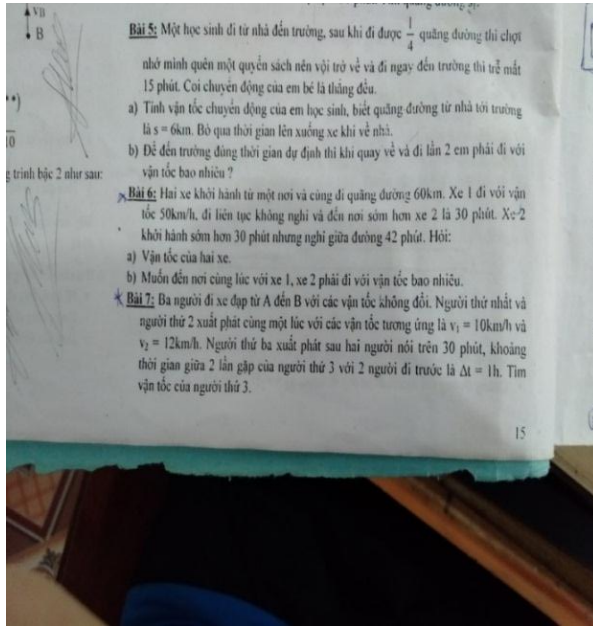 VB
B
Bài 5: Một học sinh đi từ nhà đến trường, sau khi đi được 1/4 quãng đường thì chợt
nhớ mình quên một quyển sách nên vội trở về và đi ngay đến trường thì trễ mất
15 phút. Coi chuyển động của em bé là thẳng đều.
a) Tính vận tốc chuyển động của em học sinh, biết quãng đường từ nhà tới trường
là s = 6km. Bỏ qua thời gian lên xuống xe khi về nhà.
10
b) Để đến trường đúng thời gian dự định thì khi quay về và đi lần 2 em phải đi với
vận tốc bao nhiêu ?
g trình bậc 2 như sau:
Bài 6: Hai xe khởi hành từ một nơi và cùng đi quãng đường 60km. Xe 1 đi với vận
tốc 50km/h, đi liên tục không nghỉ và đến nơi sớm hơn xe 2 là 30 phút. Xe 2
khởi hành sớm hơn 30 phút nhưng nghỉ giữa đường 42 phút. Hỏi:
a) Vận tốc của hai xe.
b) Muốn đến nơi cùng lúc với xe 1, xe 2 phải đi với vận tốc bao nhiêu.
Bài 7: Ba người đi xe đạp từ A đến B với các vận tốc không đổi. Người thứ nhất và
người thứ 2 xuất phát cùng một lúc với các vận tốc tương ứng là v₁ = 10km/h và
v₂ = 12km/h. Người thứ ba xuất phát sau hai người nói trên 30 phút, khoảng
thời gian giữa 2 lần gặp của người thứ 3 với 2 người đi trước là Δt = 1h. Tìm
vận tốc của người thứ 3.
15